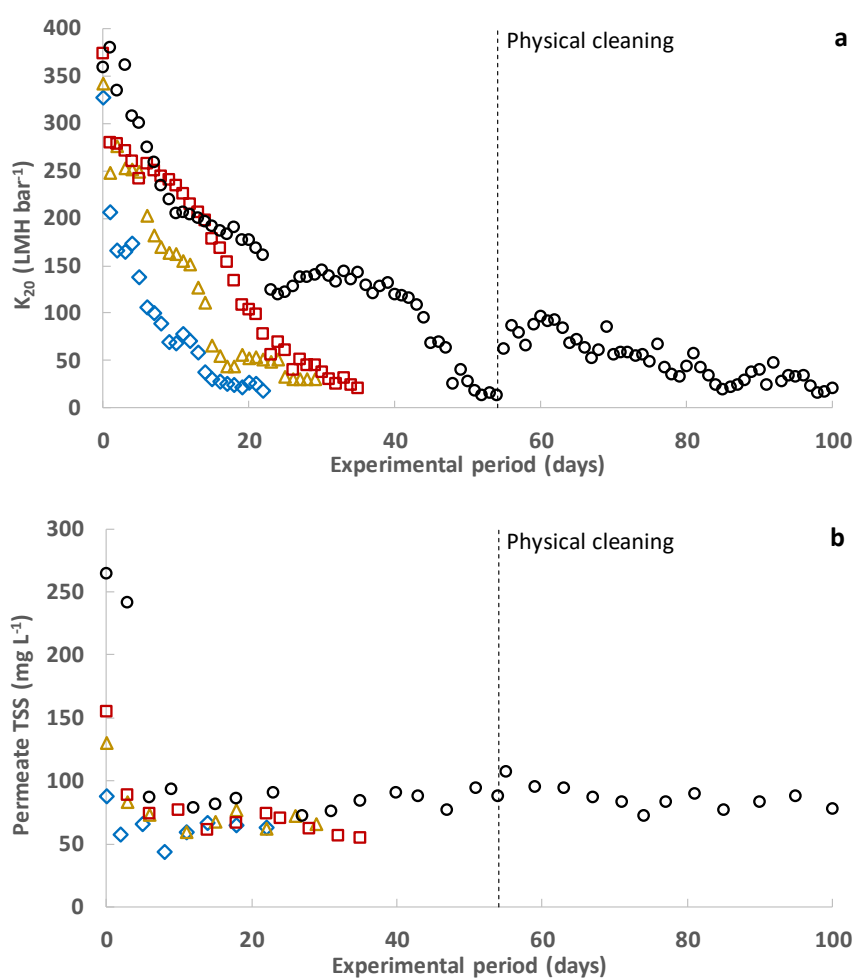 a
Physical cleaning
400
350
300
250
200
150
100
50
0
K₂₀ (LMH bar⁻¹)
0 20 40 60 80 100
Experimental period (days)
b
Physical cleaning
300
250
200
150
100
50
0
Permeate TSS (mg L⁻¹)
0 20 40 60 80 100
Experimental period (days)